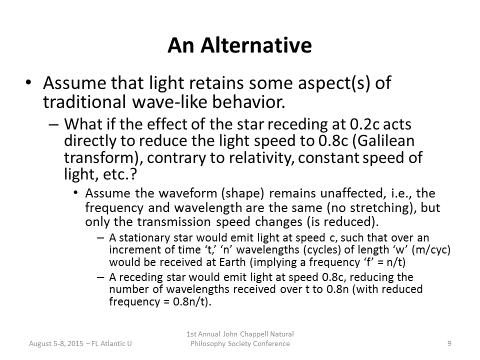 An Alternative
• Assume that light retains some aspect(s) of
traditional wave-like behavior.
– What if the effect of the star receding at 0.2c acts
directly to reduce the light speed to 0.8c (Galilean
transform), contrary to relativity, constant speed of
light, etc.?
• Assume the waveform (shape) remains unaffected, i.e., the
frequency and wavelength are the same (no stretching), but
only the transmission speed changes (is reduced).
– A stationary star would emit light at speed c, such that over an
increment of time ‘t,’ ‘n’ wavelengths (cycles) of length ‘w’ (m/cyc)
would be received at Earth (implying a frequency ‘f’ = n/t)
– A receding star would emit light at speed 0.8c, reducing the
number of wavelengths received over t to 0.8n (with reduced
frequency = 0.8n/t).
August 5-8, 2015 – FL Atlantic U
1st Annual John Chappell Natural
Philosophy Society Conference
9